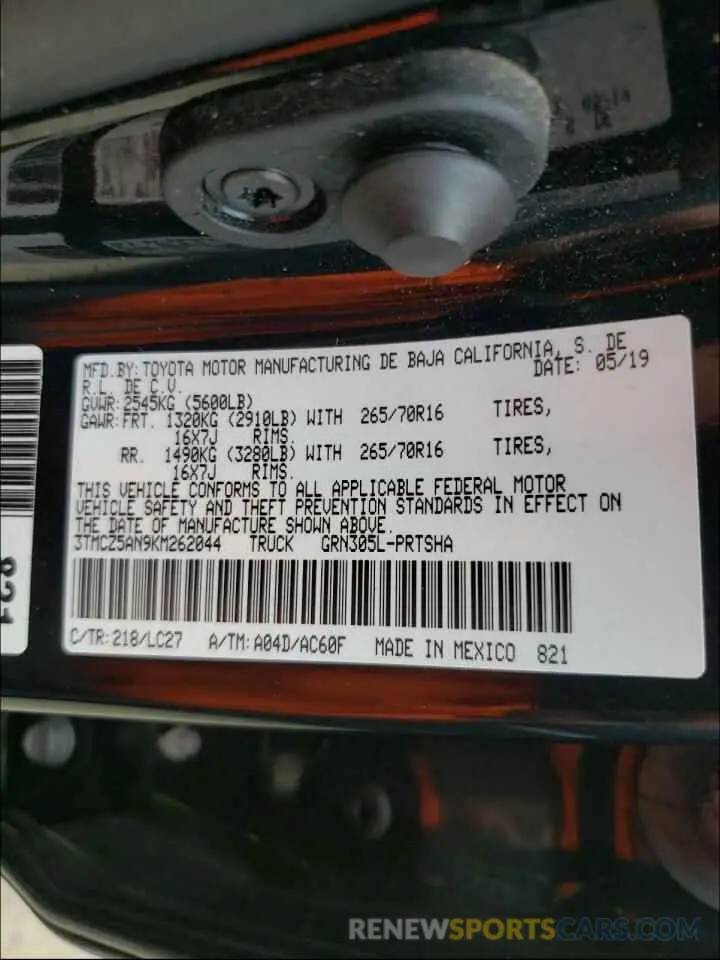 MFD.BY:TOYOTA MOTOR MANUFACTURING DE BAJA CALIFORNIA, S. DE
R.L. DE C.V. DATE: 05/19
GVWR:2545KG (5600LB)
GAWR:FRT. 1320KG (2910LB) WITH 265/70R16 TIRES,
16X7J RIMS.
RR. 1490KG (3280LB) WITH 265/70R16 TIRES,
16X7J RIMS.
THIS VEHICLE CONFORMS TO ALL APPLICABLE FEDERAL MOTOR
VEHICLE SAFETY AND THEFT PREVENTION STANDARDS IN EFFECT ON
THE DATE OF MANUFACTURE SHOWN ABOVE.
3TMCZ5AN9KM262044 TRUCK GRN305L-PRTSHA
C/TR:218/LC27 A/TM:A04D/AC60F MADE IN MEXICO 821
821
RENEWSPORTSCARS.COM